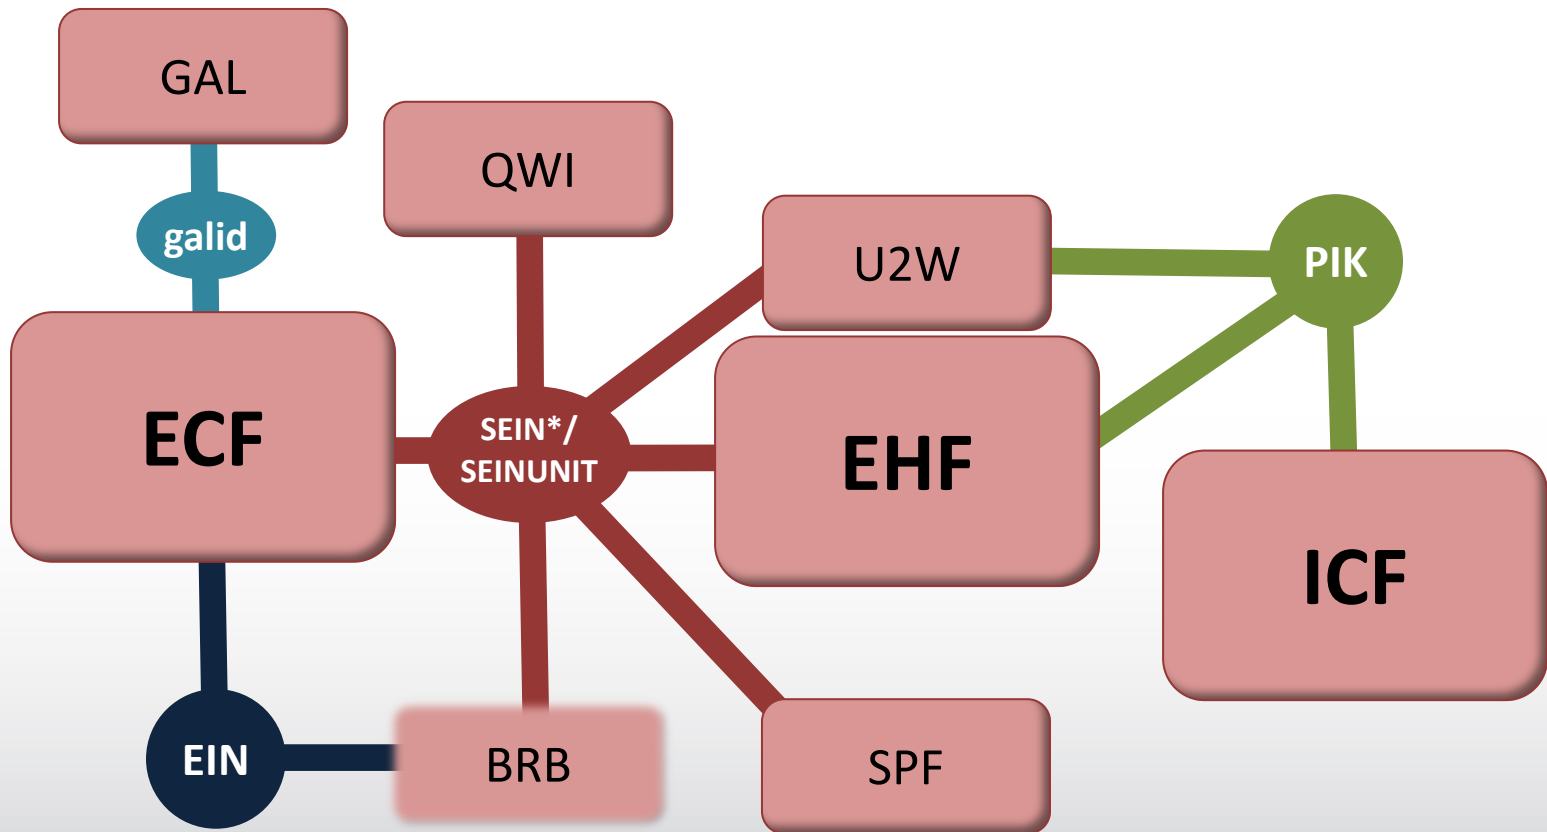 GAL
QWI
galid
U2W
PIK
ECF
SEIN*/
SEINUNIT
EHF
ICF
EIN
BRB
SPF